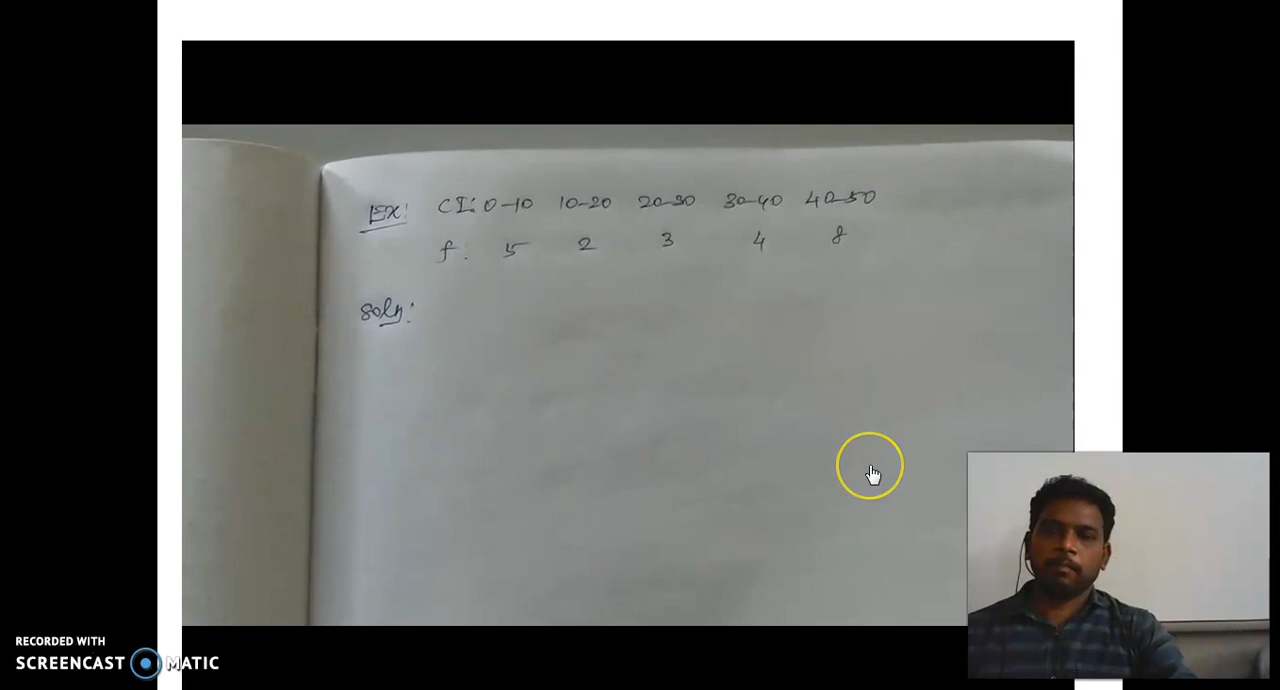 Ex: CI: 0-10 10-20 20-30 30-40 40-50
f: 5 2 3 4 8
Soln:
RECORDED WITH
SCREENCAST MATIC